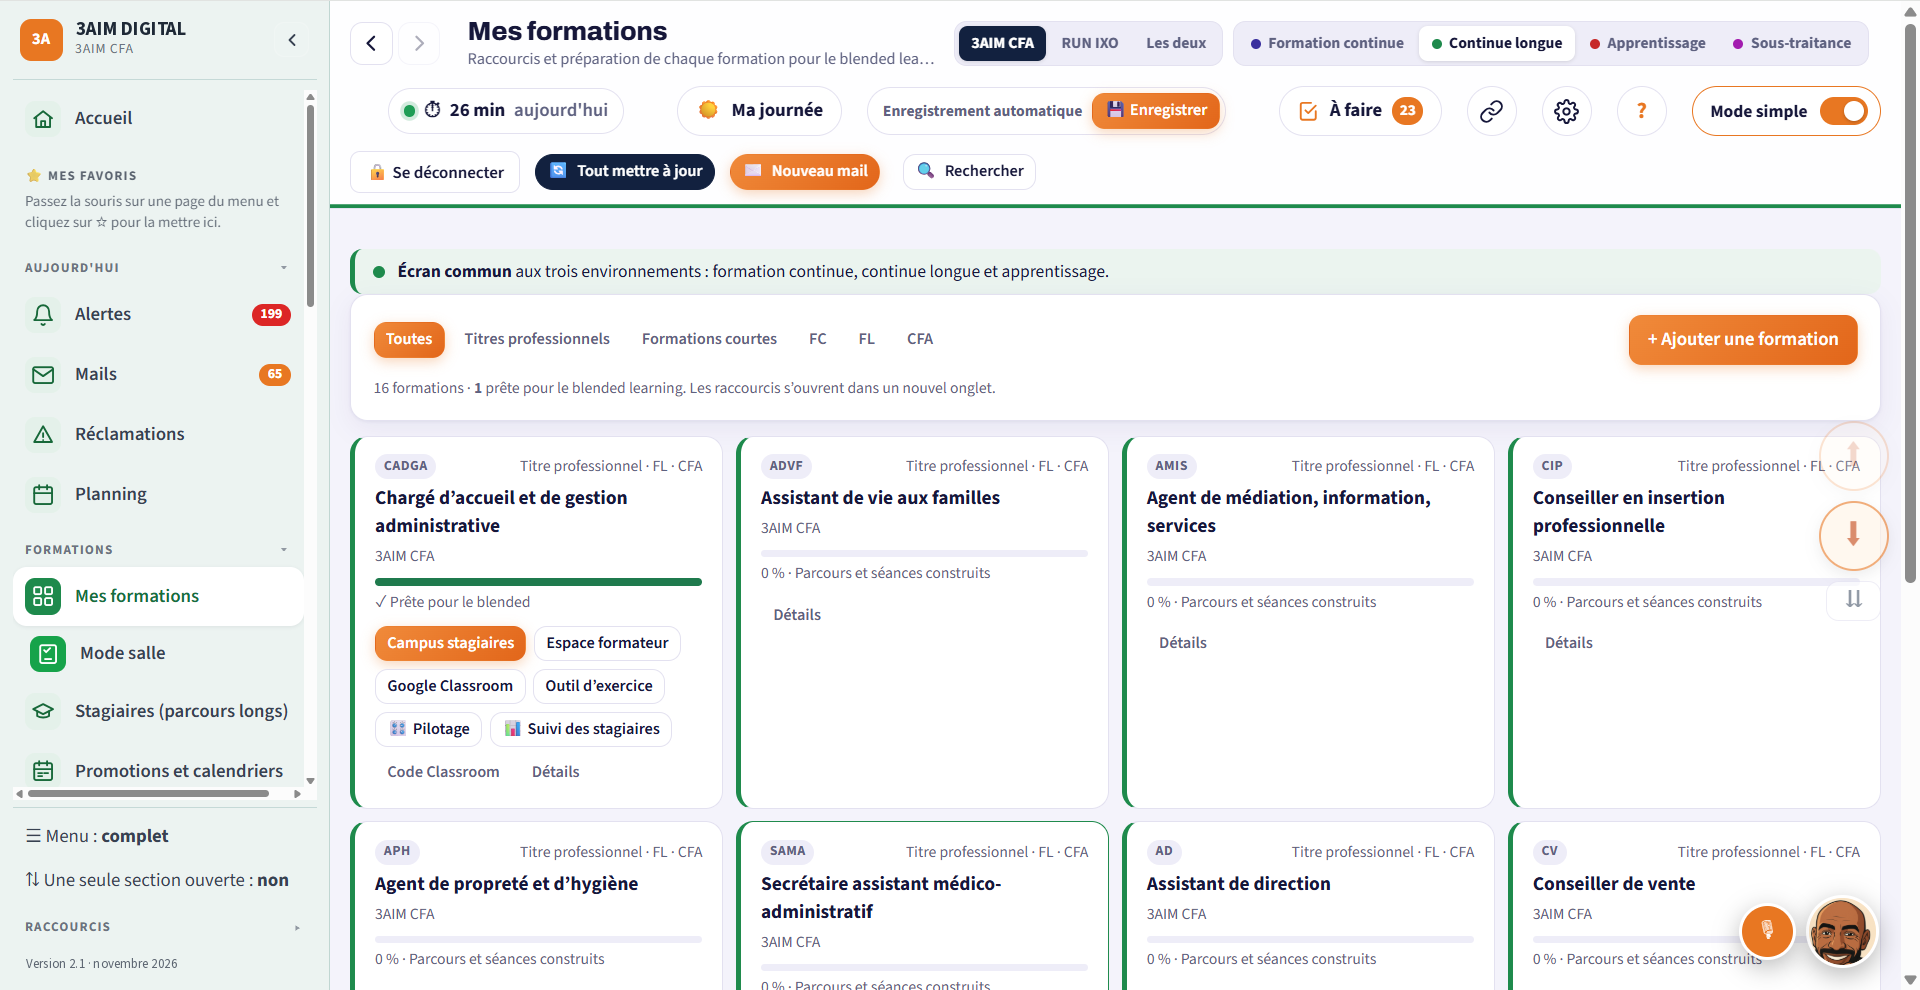 3A
3AIM DIGITAL
3AIM CFA
Accueil
⭐ MES FAVORIS
Passez la souris sur une page du menu et
cliquez sur ☆ pour la mettre ici.
AUJOURD'HUI
Alertes 199
Mails 65
Réclamations
Planning
FORMATIONS
Mes formations
Mode salle
Stagiaires (parcours longs)
Promotions et calendriers
☰ Menu : complet
⇅ Une seule section ouverte : non
RACCOURCIS
Version 2.1 · novembre 2026
Mes formations
Raccourcis et préparation de chaque formation pour le blended lea…
3AIM CFA RUN IXO Les deux
Formation continue Continue longue Apprentissage Sous-traitance
26 min aujourd'hui
Ma journée
Enregistrement automatique Enregistrer
À faire 23
?
Mode simple
Se déconnecter
Tout mettre à jour
Nouveau mail
Rechercher
Écran commun aux trois environnements : formation continue, continue longue et apprentissage.
Toutes Titres professionnels Formations courtes FC FL CFA
+ Ajouter une formation
16 formations · 1 prête pour le blended learning. Les raccourcis s’ouvrent dans un nouvel onglet.
CADGA Titre professionnel · FL · CFA
Chargé d’accueil et de gestion
administrative
3AIM CFA
✓ Prête pour le blended
Campus stagiaires Espace formateur
Google Classroom Outil d’exercice
Pilotage Suivi des stagiaires
Code Classroom Détails
ADVF Titre professionnel · FL · CFA
Assistant de vie aux familles
3AIM CFA
0 % · Parcours et séances construits
Détails
AMIS Titre professionnel · FL · CFA
Agent de médiation, information,
services
3AIM CFA
0 % · Parcours et séances construits
Détails
CIP Titre professionnel · FL · CFA
Conseiller en insertion
professionnelle
3AIM CFA
0 % · Parcours et séances construits
Détails
APH Titre professionnel · FL · CFA
Agent de propreté et d’hygiène
3AIM CFA
0 % · Parcours et séances construits
SAMA Titre professionnel · FL · CFA
Secrétaire assistant médico-
administratif
3AIM CFA
0 % · Parcours et séances construits
AD Titre professionnel · FL · CFA
Assistant de direction
3AIM CFA
0 % · Parcours et séances construits
CV Titre professionnel · FL · CFA
Conseiller de vente
3AIM CFA
0 % · Parcours et séances construits